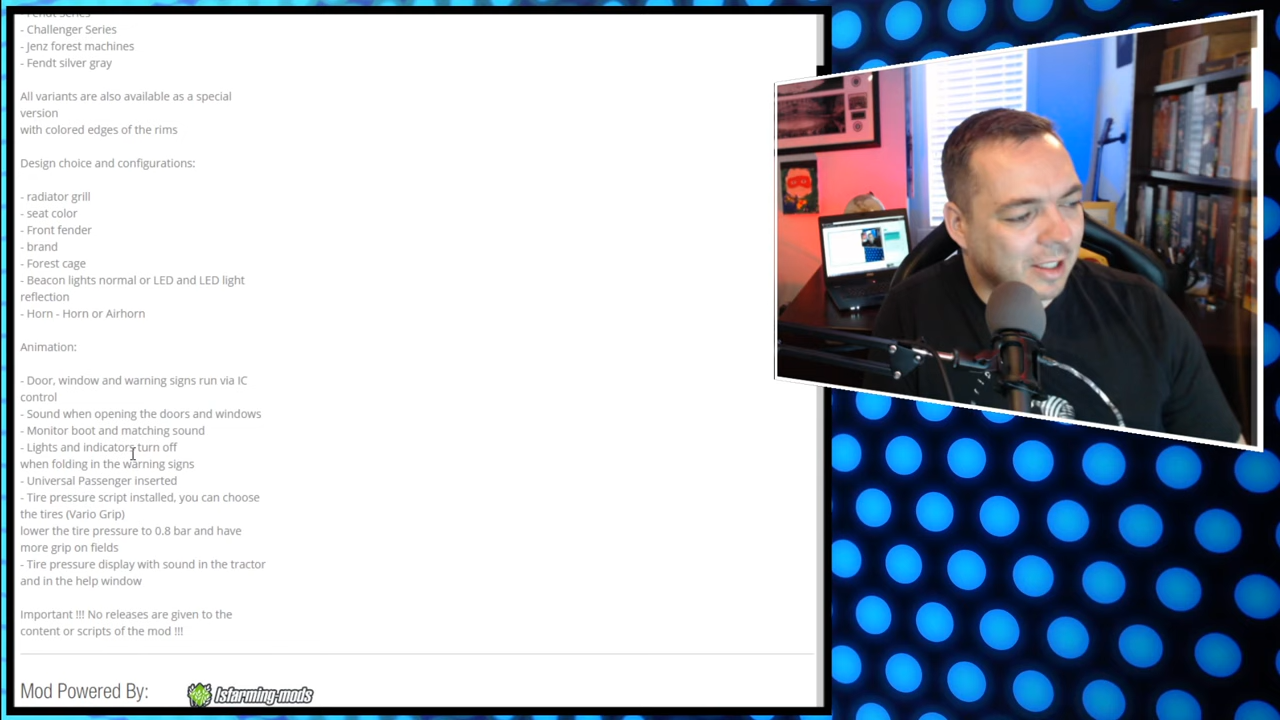 - Fendt Series
- Challenger Series
- Jenz forest machines
- Fendt silver gray
All variants are also available as a special
version
with colored edges of the rims
Design choice and configurations:
- radiator grill
- seat color
- Front fender
- brand
- Forest cage
- Beacon lights normal or LED and LED light
reflection
- Horn - Horn or Airhorn
Animation:
- Door, window and warning signs run via IC
control
- Sound when opening the doors and windows
- Monitor boot and matching sound
- Lights and indicators turn off
when folding in the warning signs
- Universal Passenger inserted
- Tire pressure script installed, you can choose
the tires (Vario Grip)
lower the tire pressure to 0.8 bar and have
more grip on fields
- Tire pressure display with sound in the tractor
and in the help window
Important !!! No releases are given to the
content or scripts of the mod !!!
Mod Powered By:
lsfarming-mods